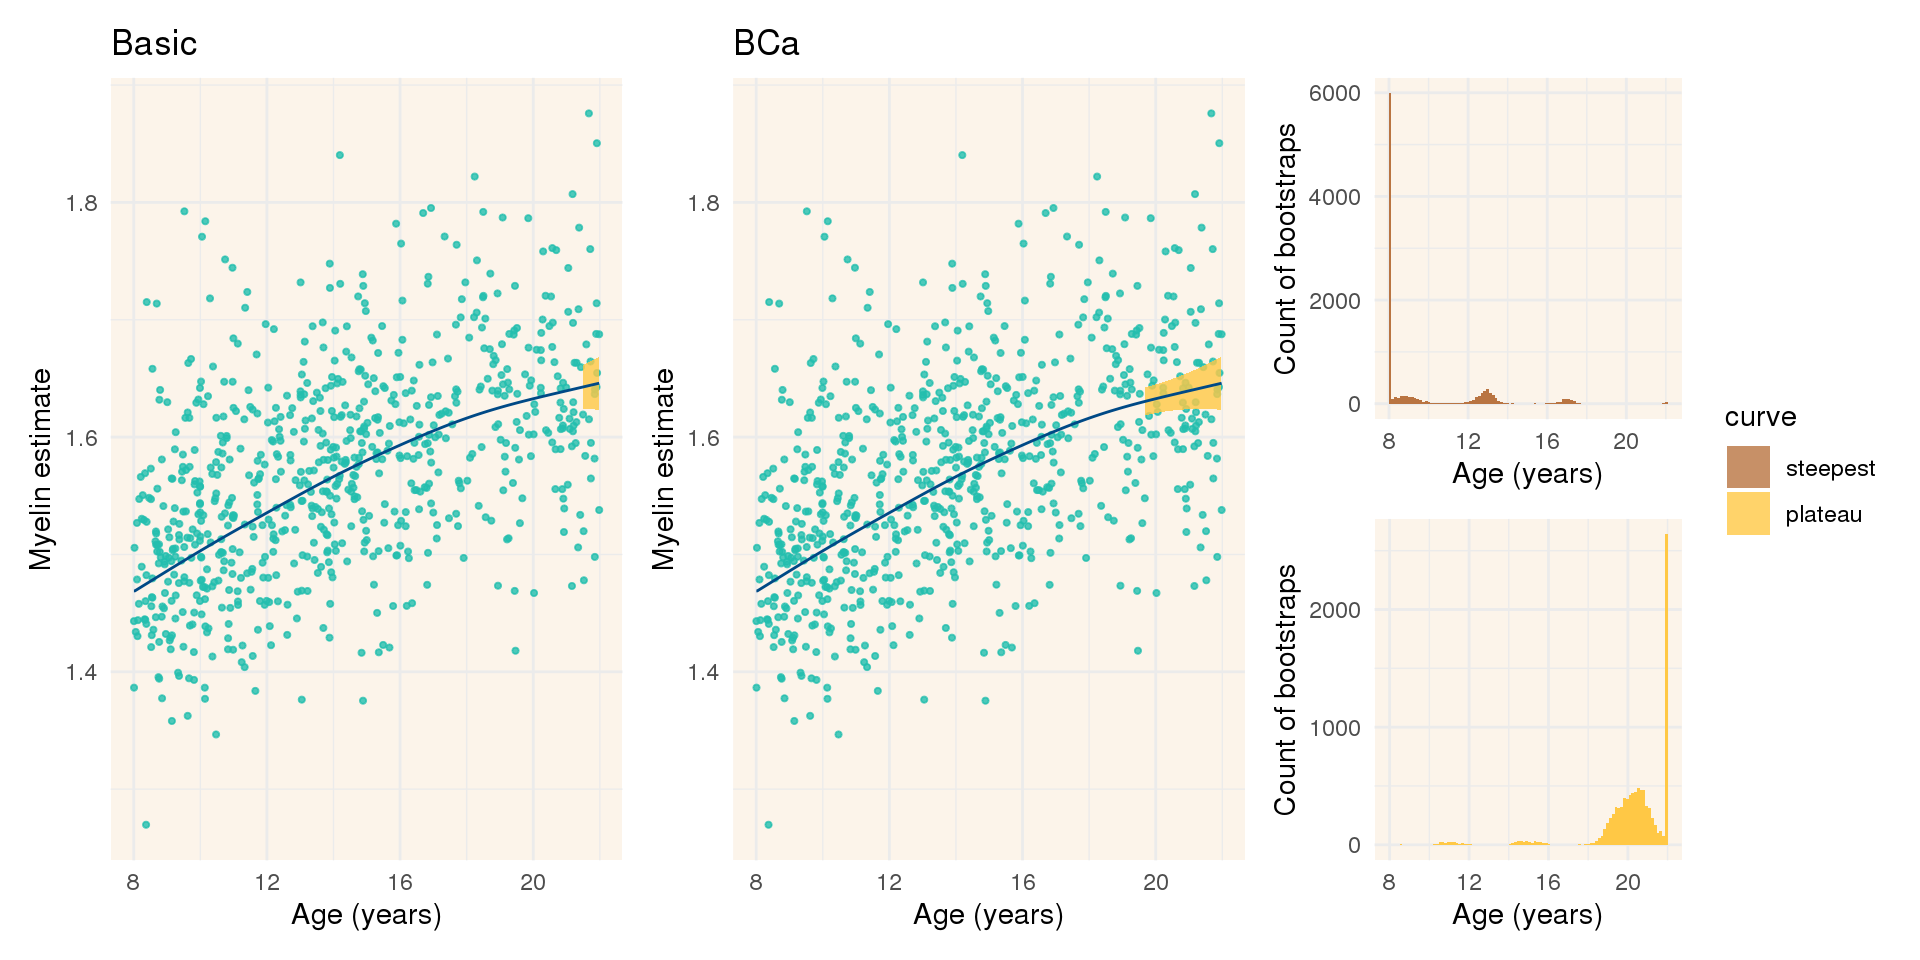 Basic
Myelin estimate
1.8
1.6
1.4
8 12 16 20
Age (years)
BCa
Myelin estimate
1.8
1.6
1.4
8 12 16 20
Age (years)
Count of bootstraps
6000
4000
2000
0
8 12 16 20
Age (years)
Count of bootstraps
2000
1000
0
8 12 16 20
Age (years)
curve
steepest
plateau